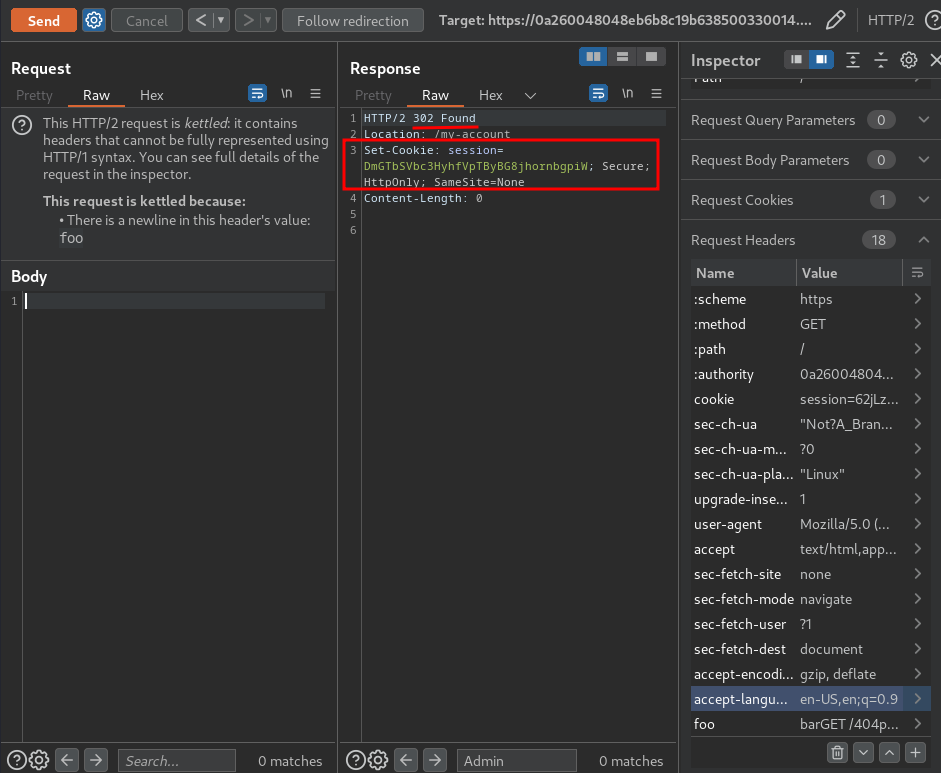 Send
Cancel
<
>
Follow redirection
Target: https://0a260048048eb6b8c19b638500330014....
HTTP/2
?
Request
Pretty
Raw
Hex
\n
? This HTTP/2 request is kettled: it contains
headers that cannot be fully represented using
HTTP/1 syntax. You can see full details of the
request in the inspector.
This request is kettled because:
• There is a newline in this header's value:
foo
Body
1
? Search...
0 matches
Response
Pretty
Raw
Hex
\n
1 HTTP/2 302 Found
2 Location: /my-account
3 Set-Cookie: session=
DmGTbSVbc3HyhfVpTByBG8jhornbgpiW; Secure;
HttpOnly; SameSite=None
4 Content-Length: 0
5
6
? Admin
0 matches
Inspector
Path /
Request Query Parameters 0
Request Body Parameters 0
Request Cookies 1
Request Headers 18
Name Value
:scheme https
:method GET
:path /
:authority 0a26004804...
cookie session=62jLz...
sec-ch-ua "Not?A_Bran...
sec-ch-ua-m... ?0
sec-ch-ua-pla... "Linux"
upgrade-inse... 1
user-agent Mozilla/5.0 (...
accept text/html,app...
sec-fetch-site none
sec-fetch-mode navigate
sec-fetch-user ?1
sec-fetch-dest document
accept-encodi... gzip, deflate
accept-langu... en-US,en;q=0.9
foo barGET /404p...